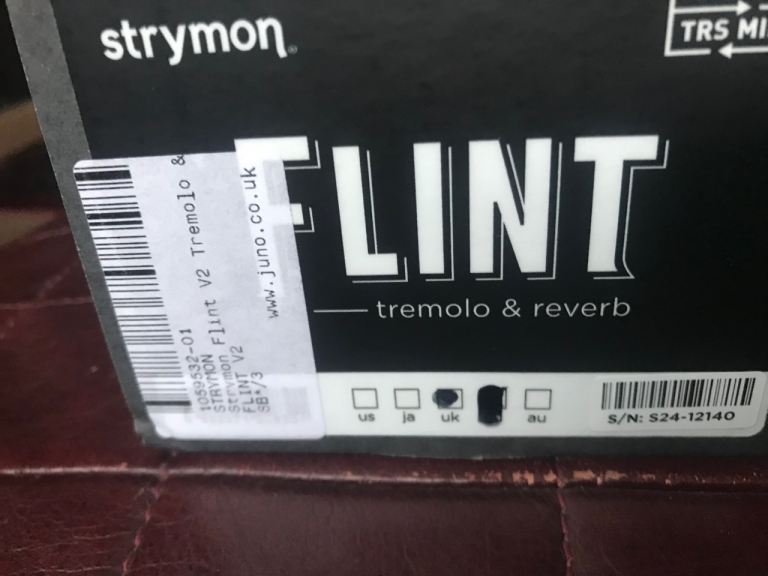 strymon®
TRS MI
FLINT
tremolo & reverb
us ja uk au
S/N: S24-12140
1059532-01
STRYMON
Strymon Flint V2 Tremolo &
FLINT V2
SB*/3
www.juno.co.uk